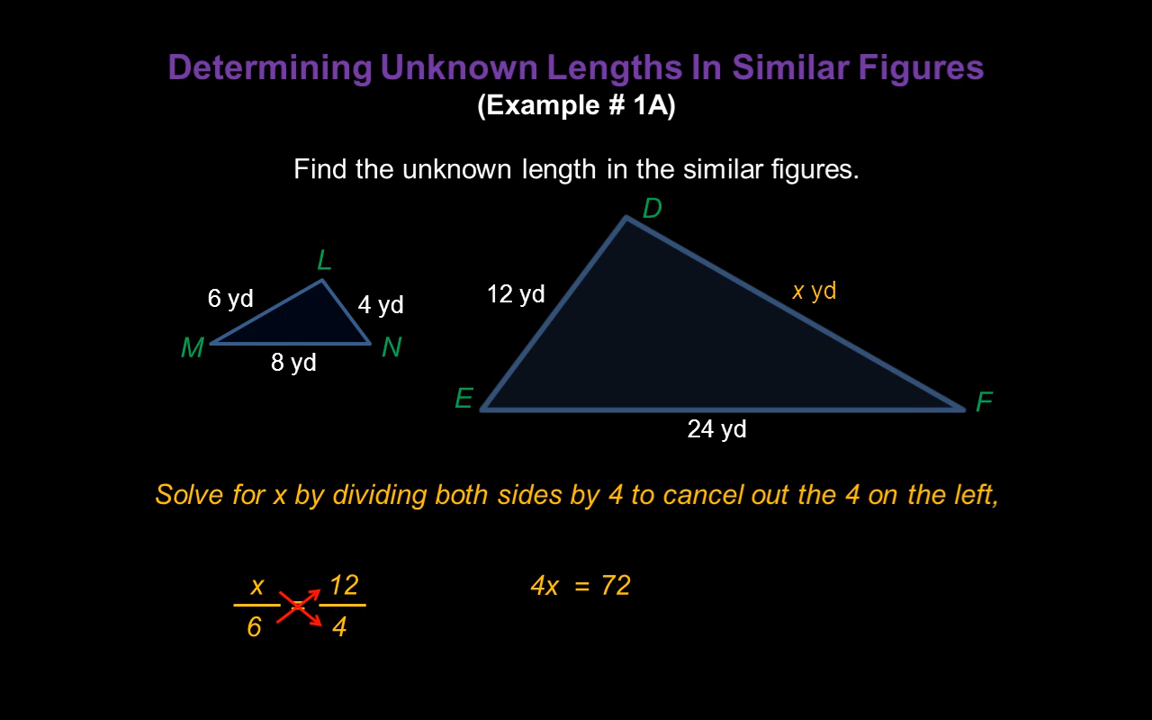 Determining Unknown Lengths In Similar Figures
(Example # 1A)
Find the unknown length in the similar figures.
D
L
6 yd
4 yd
12 yd
x yd
M
N
8 yd
E
F
24 yd
Solve for x by dividing both sides by 4 to cancel out the 4 on the left,
x = 12
6 4
4x = 72